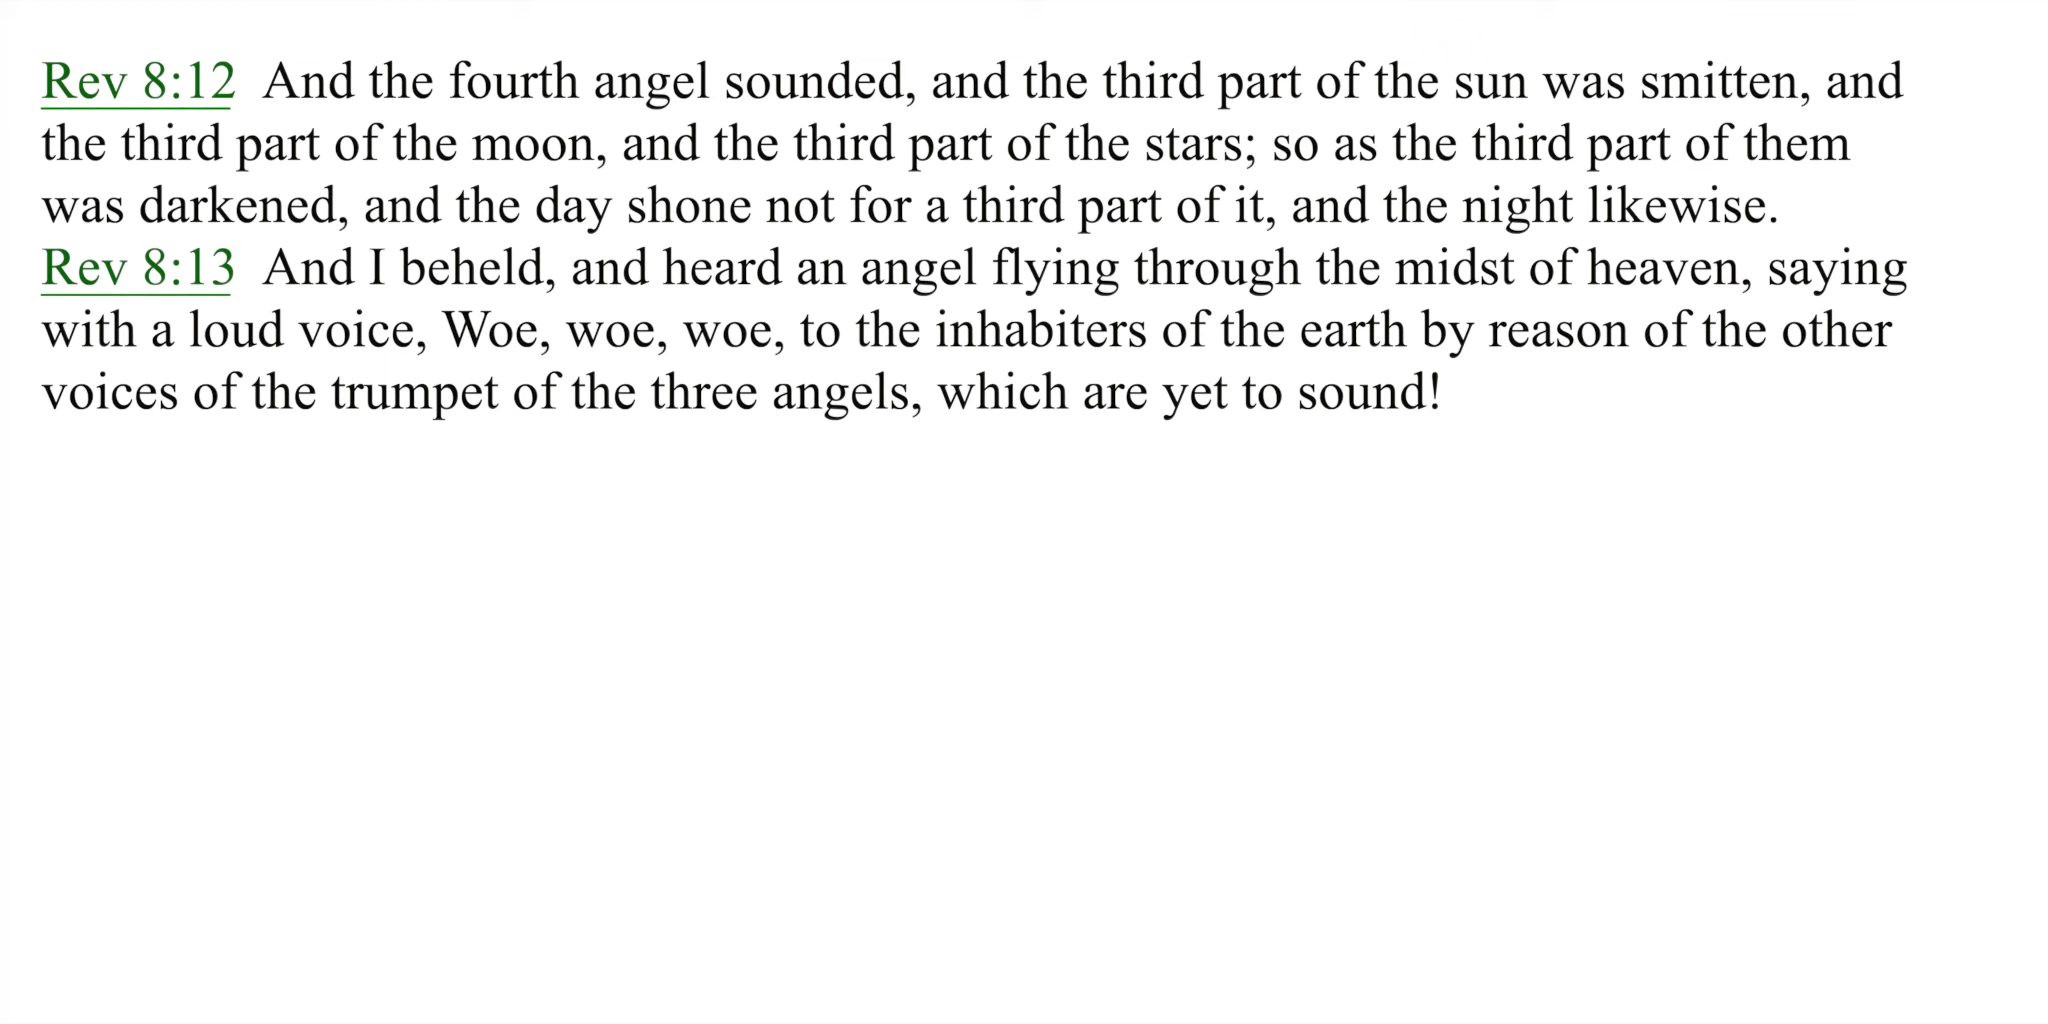 Rev 8:12  And the fourth angel sounded, and the third part of the sun was smitten, and
the third part of the moon, and the third part of the stars; so as the third part of them
was darkened, and the day shone not for a third part of it, and the night likewise.
Rev 8:13  And I beheld, and heard an angel flying through the midst of heaven, saying
with a loud voice, Woe, woe, woe, to the inhabiters of the earth by reason of the other
voices of the trumpet of the three angels, which are yet to sound!